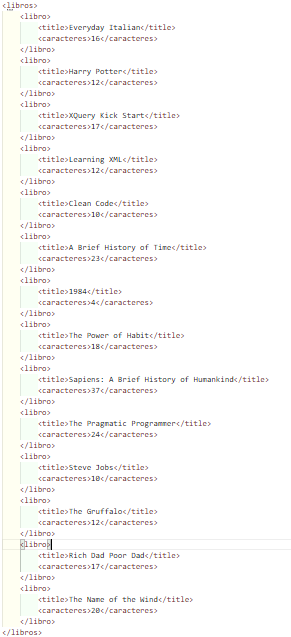 <libros>
<libro>
<title>Everyday Italian</title>
<caracteres>16</caracteres>
</libro>
<libro>
<title>Harry Potter</title>
<caracteres>12</caracteres>
</libro>
<libro>
<title>XQuery Kick Start</title>
<caracteres>17</caracteres>
</libro>
<libro>
<title>Learning XML</title>
<caracteres>12</caracteres>
</libro>
<libro>
<title>Clean Code</title>
<caracteres>10</caracteres>
</libro>
<libro>
<title>A Brief History of Time</title>
<caracteres>23</caracteres>
</libro>
<libro>
<title>1984</title>
<caracteres>4</caracteres>
</libro>
<libro>
<title>The Power of Habit</title>
<caracteres>18</caracteres>
</libro>
<libro>
<title>Sapiens: A Brief History of Humankind</title>
<caracteres>37</caracteres>
</libro>
<libro>
<title>The Pragmatic Programmer</title>
<caracteres>24</caracteres>
</libro>
<libro>
<title>Steve Jobs</title>
<caracteres>10</caracteres>
</libro>
<libro>
<title>The Gruffalo</title>
<caracteres>12</caracteres>
</libro>
<libro>
<title>Rich Dad Poor Dad</title>
<caracteres>17</caracteres>
</libro>
<libro>
<title>The Name of the Wind</title>
<caracteres>20</caracteres>
</libro>
</libros>